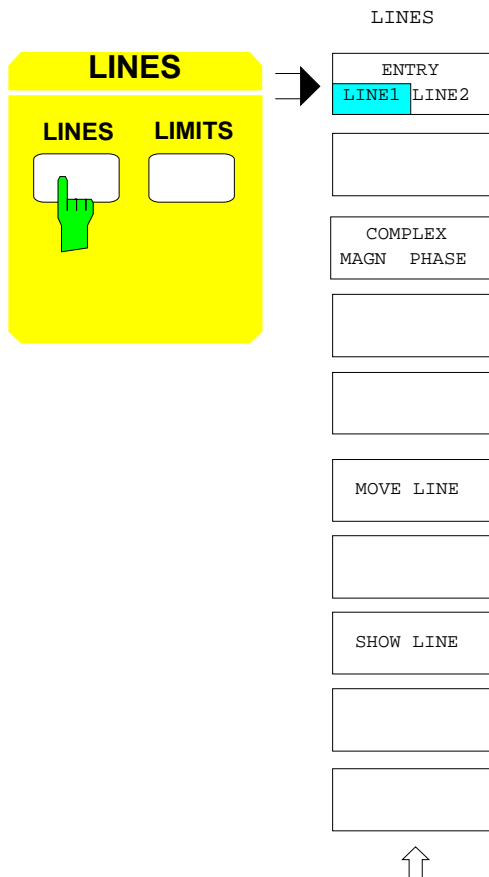 LINES
LINES
LINES LIMITS
ENTRY
LINE1 LINE2
COMPLEX
MAGN PHASE
MOVE LINE
SHOW LINE